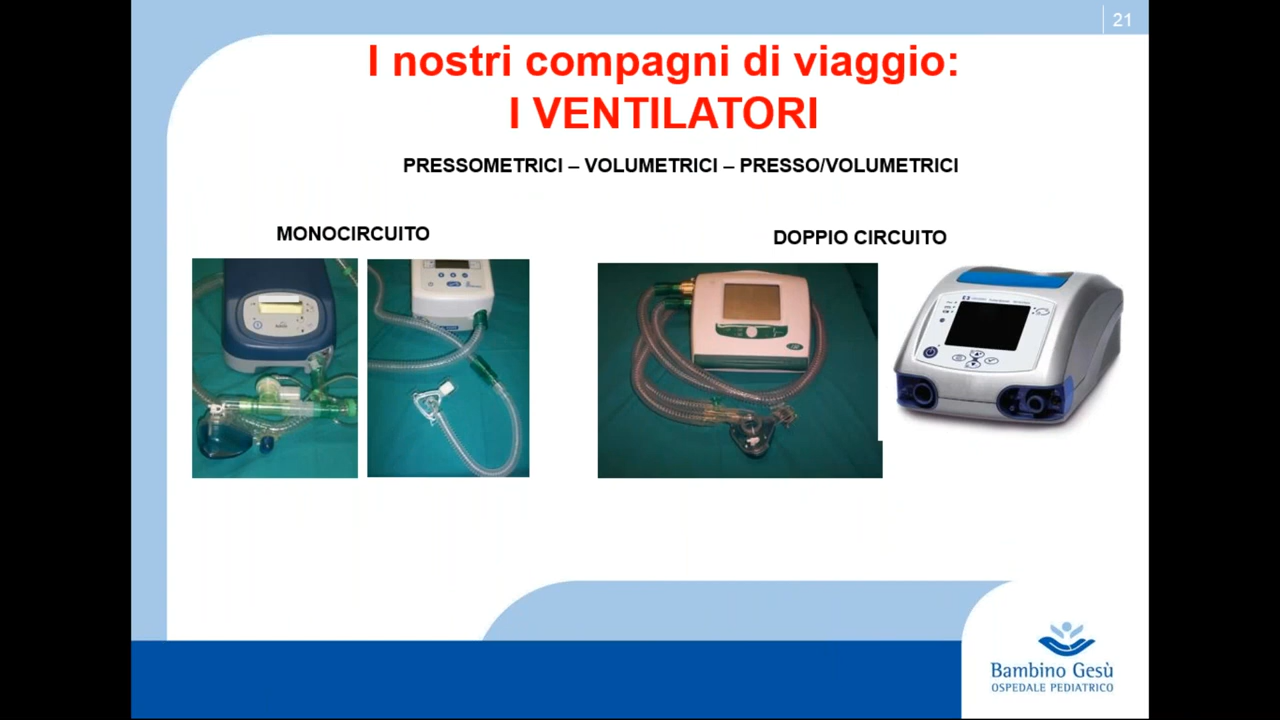 21
I nostri compagni di viaggio:
I VENTILATORI
PRESSOMETRICI – VOLUMETRICI – PRESSO/VOLUMETRICI
MONOCIRCUITO
DOPPIO CIRCUITO
Bambino Gesù
OSPEDALE PEDIATRICO